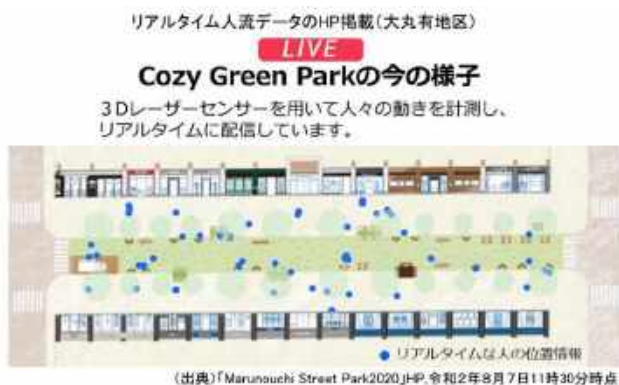 リアルタイム人流データのHP掲載(大丸有地区)
LIVE
Cozy Green Parkの今の様子
3Dレーザーセンサーを用いて人々の動きを計測し、
リアルタイムに配信しています。
リアルタイムな人の位置情報
(出典)「Marunouchi Street Park2020」HP、令和2年8月7日11時30分時点